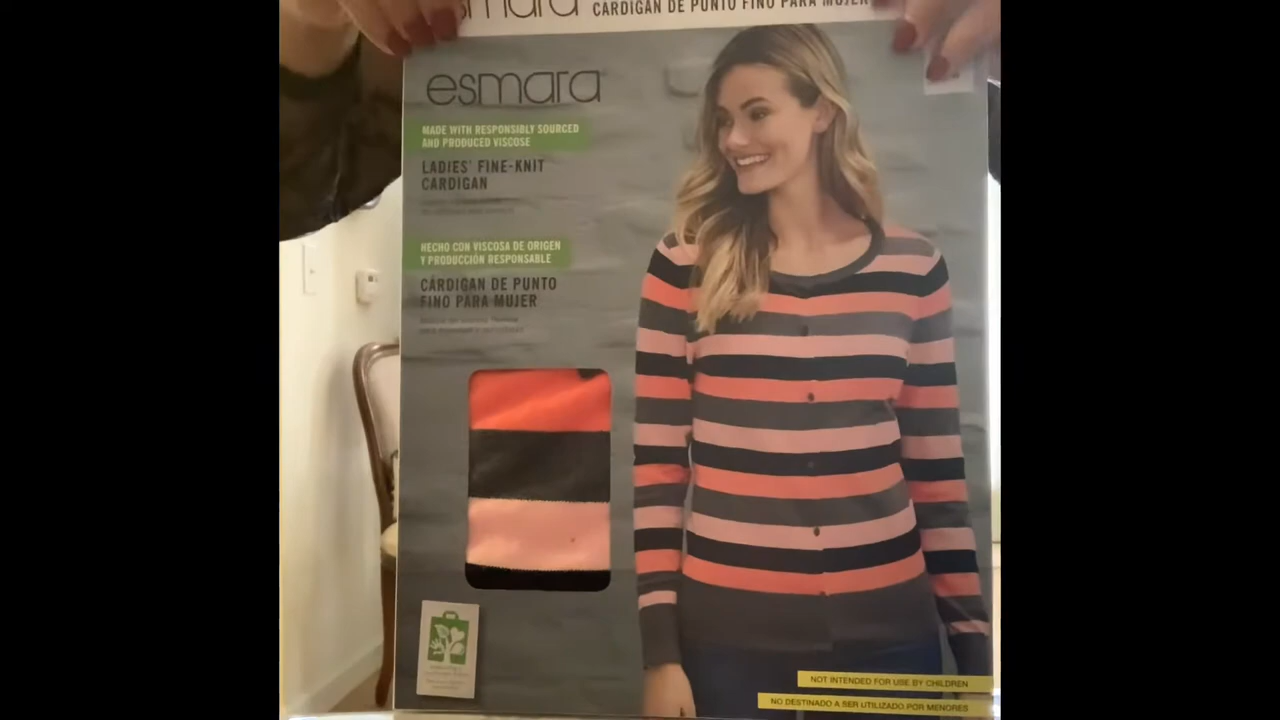 esmara
CARDIGAN DE PUNTO FINO PARA MUJER
esmara
MADE WITH RESPONSIBLY SOURCED
AND PRODUCED VISCOSE
LADIES' FINE-KNIT
CARDIGAN
HECHO CON VISCOSA DE ORIGEN
Y PRODUCCIÓN RESPONSABLE
CÁRDIGAN DE PUNTO
FINO PARA MUJER
NOT INTENDED FOR USE BY CHILDREN
NO DESTINADO A SER UTILIZADO POR MENORES